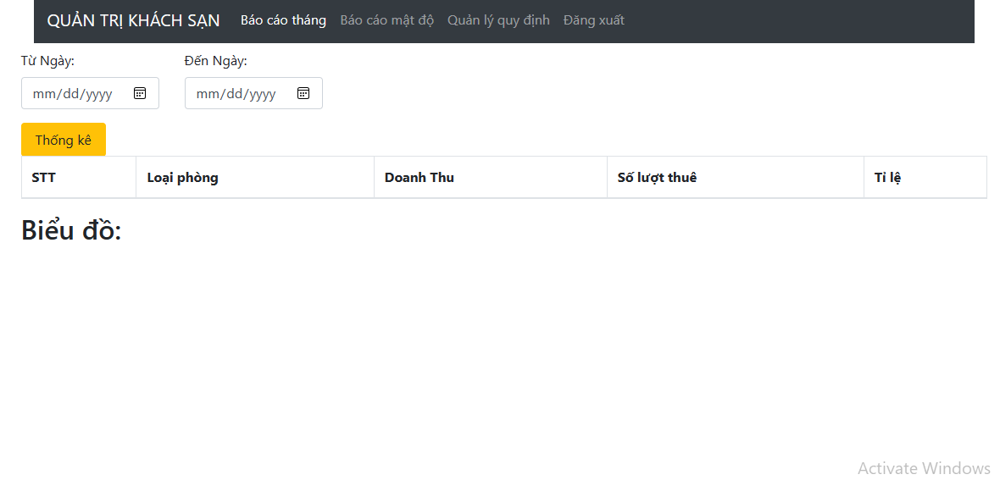 QUẢN TRỊ KHÁCH SẠN Báo cáo tháng Báo cáo mật độ Quản lý quy định Đăng xuất
Từ Ngày: Đến Ngày:
mm/dd/yyyy mm/dd/yyyy
Thống kê
STT Loại phòng Doanh Thu Số lượt thuê Tỉ lệ
Biểu đồ:
Activate Windows